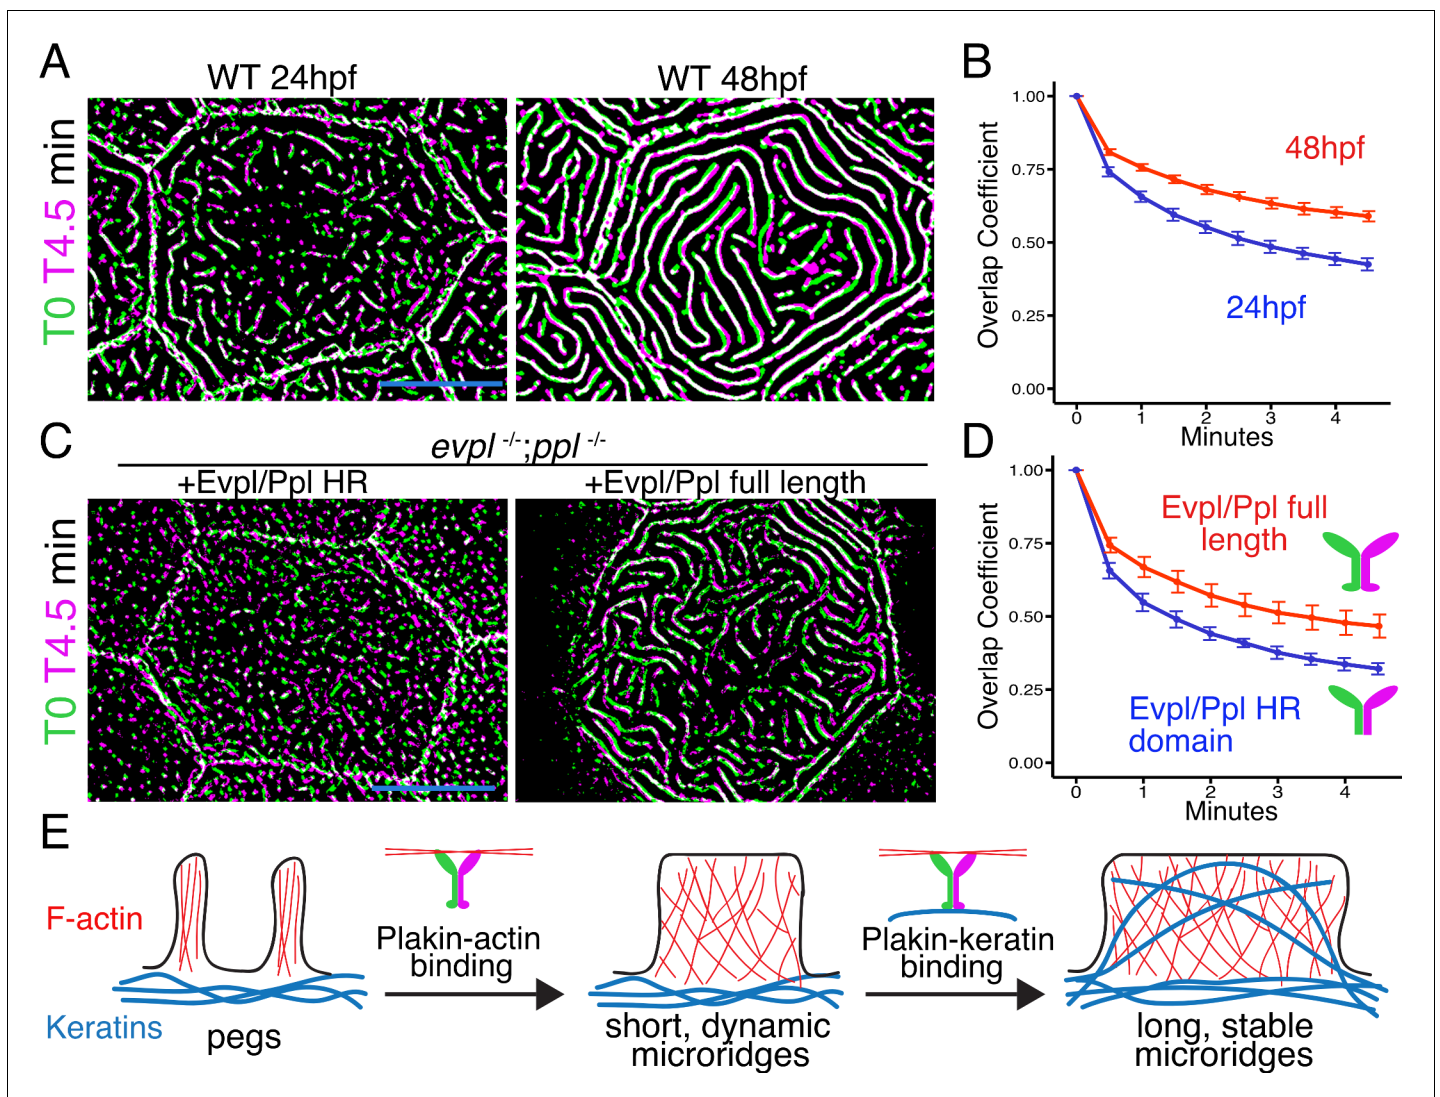 A
WT 24hpf
WT 48hpf
T0 T4.5 min
B
1.00
0.75
0.50
0.25
0.00
Overlap Coefficient
48hpf
24hpf
0 1 2 3 4
Minutes
C
evpl -/-;ppl -/-
+Evpl/Ppl HR
+Evpl/Ppl full length
T0 T4.5 min
D
1.00
0.75
0.50
0.25
0.00
Overlap Coefficient
Evpl/Ppl full
length
Evpl/Ppl HR
domain
0 1 2 3 4
Minutes
E
F-actin
Keratins
pegs
Plakin-actin
binding
short, dynamic
microridges
Plakin-keratin
binding
long, stable
microridges